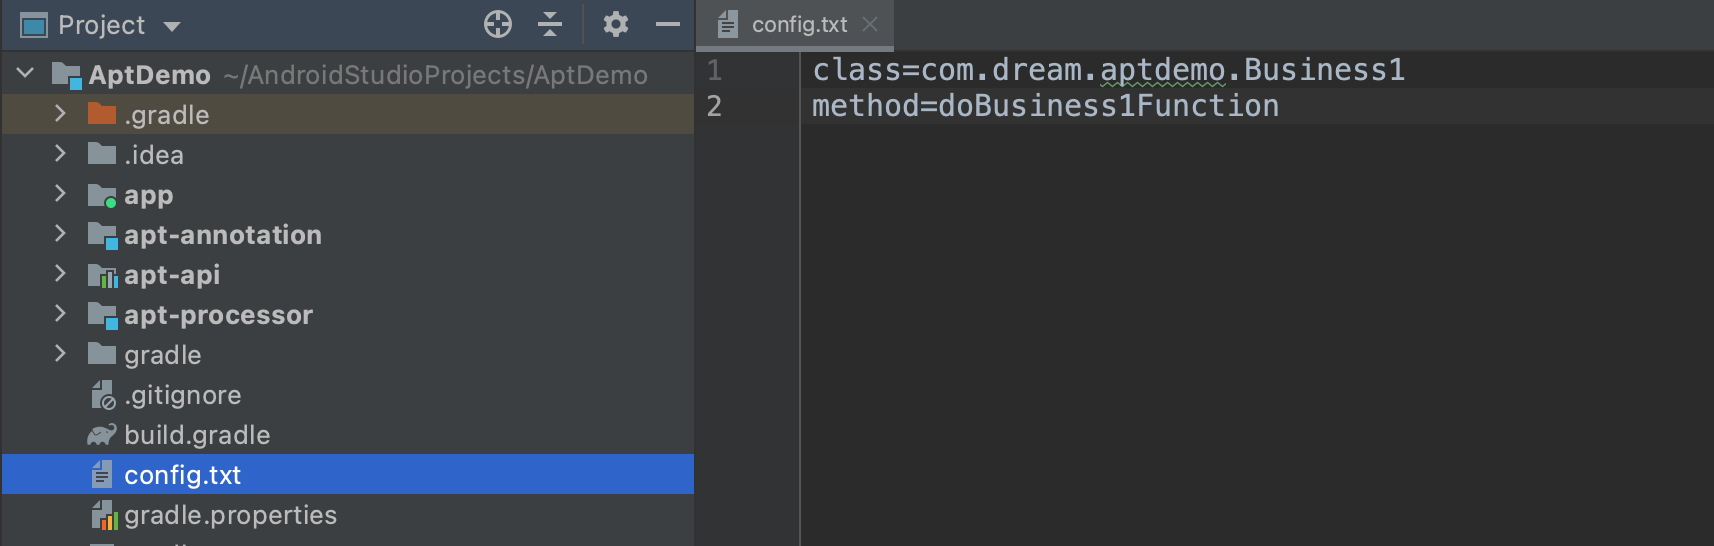 Project
AptDemo ~/AndroidStudioProjects/AptDemo
.gradle
.idea
app
apt-annotation
apt-api
apt-processor
gradle
.gitignore
build.gradle
config.txt
gradle.properties
config.txt
1 class=com.dream.aptdemo.Business1
2 method=doBusiness1Function